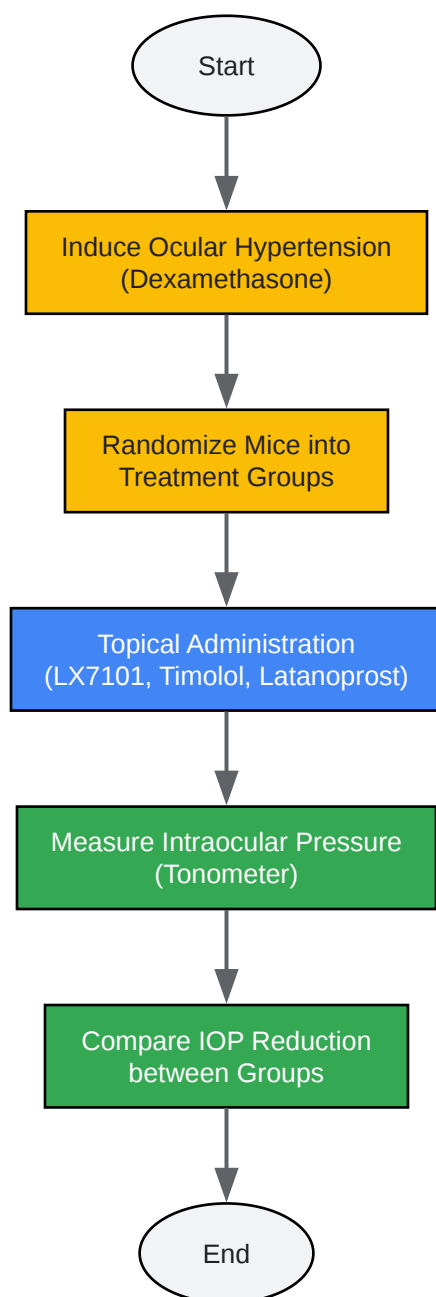 Start
Induce Ocular Hypertension
(Dexamethasone)
Randomize Mice into
Treatment Groups
Topical Administration
(LX7101, Timolol, Latanoprost)
Measure Intraocular Pressure
(Tonometer)
Compare IOP Reduction
between Groups
End